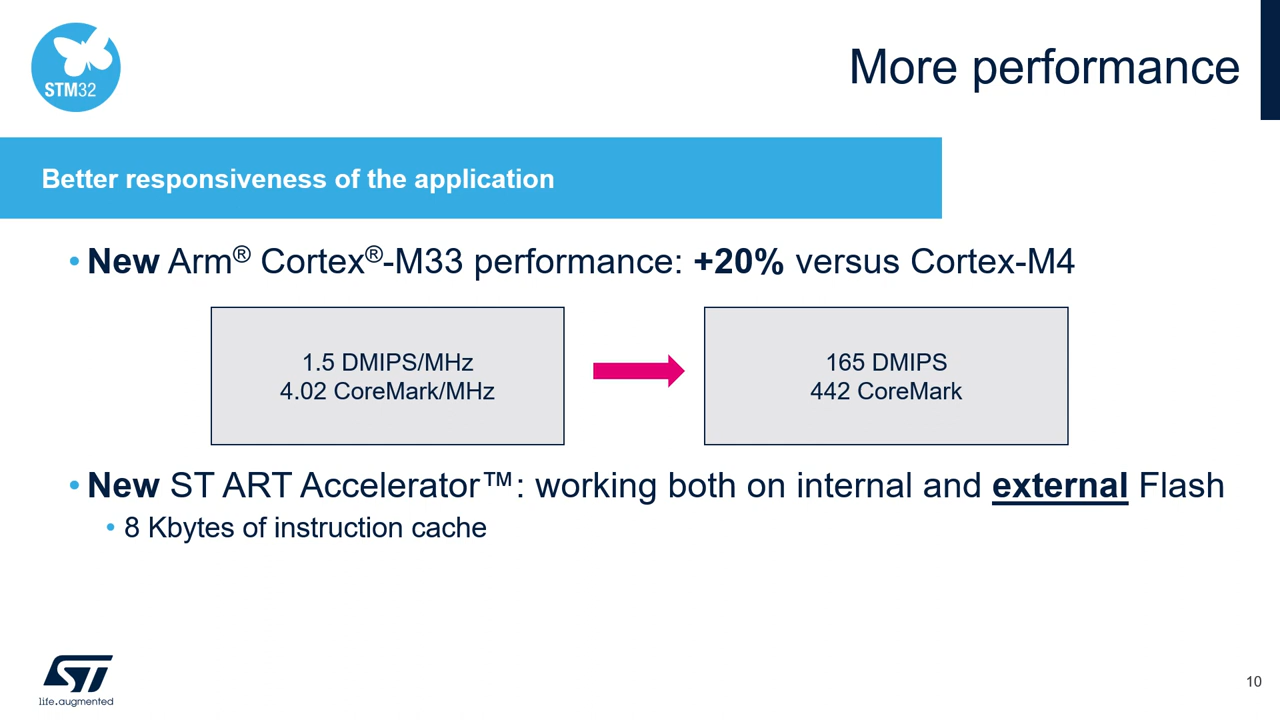 STM32
More performance
Better responsiveness of the application
• New Arm® Cortex®-M33 performance: +20% versus Cortex-M4
1.5 DMIPS/MHz
4.02 CoreMark/MHz
165 DMIPS
442 CoreMark
• New ST ART Accelerator™: working both on internal and external Flash
• 8 Kbytes of instruction cache
ST
life.augmented
10